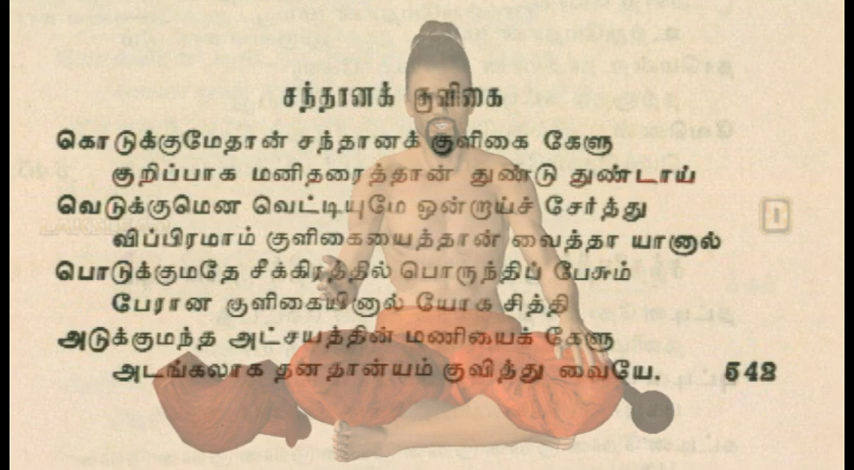 சந்தானக் குளிகை
கொடுக்குமேதான் சந்தானக் குளிகை கேளு
குறிப்பாக மனிதரைத்தான் துண்டு துண்டாய்
வெடுக்குமென வெட்டியுமே ஒன்றாய்ச் சேர்த்து
விப்பிரமாம் குளிகையைத்தான் வைத்தா யானால்
பொடுக்குமதே சீக்கிரத்தில் பொருந்திப் பேசும்
பேரான குளிகையினால் யோக சித்தி
அடுக்குமந்த அட்சயத்தின் மணியைக் கேளு
அடங்கலாக தனதான்யம் குவித்து வையே. 542